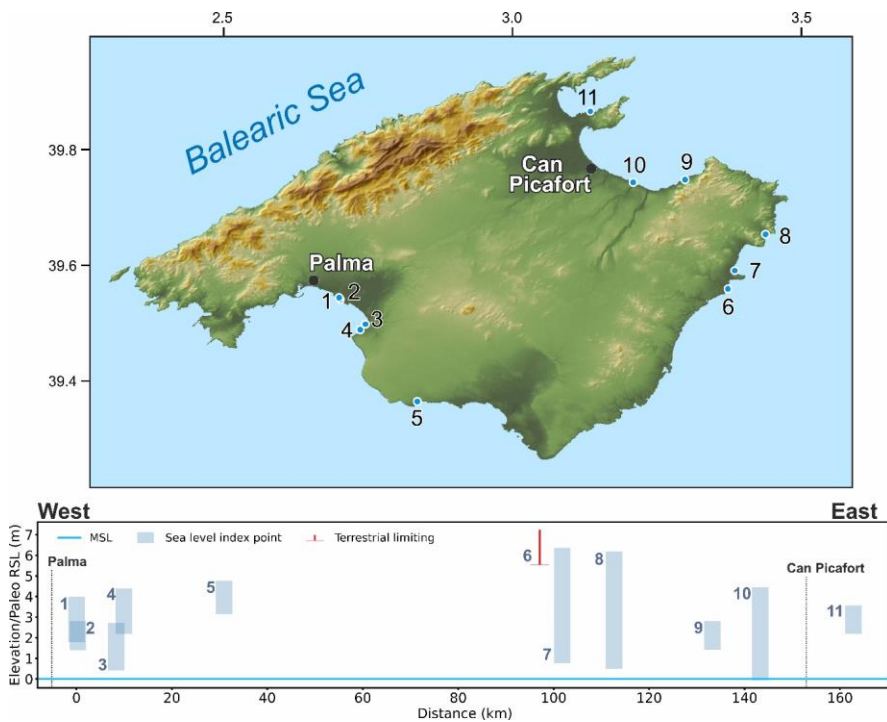 2.5 3.0 3.5
Balearic Sea
11
39.8
Can
Picafort
10
9
8
Palma
39.6
1
2
7
6
3
4
39.4
5
West East
Elevation/Paleo RSL (m)
7
6
5
4
3
2
1
0
MSL Sea level index point Terrestrial limiting
Palma
Can Picafort
1
2
3
4
5
6
7
8
9
10
11
0 20 40 60 80 100 120 140 160
Distance (km)